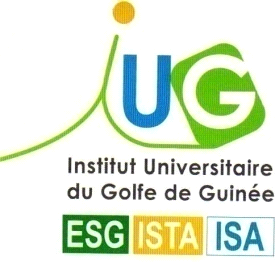 iUG
Institut Universitaire
du Golfe de Guinée
ESG ISTA ISA